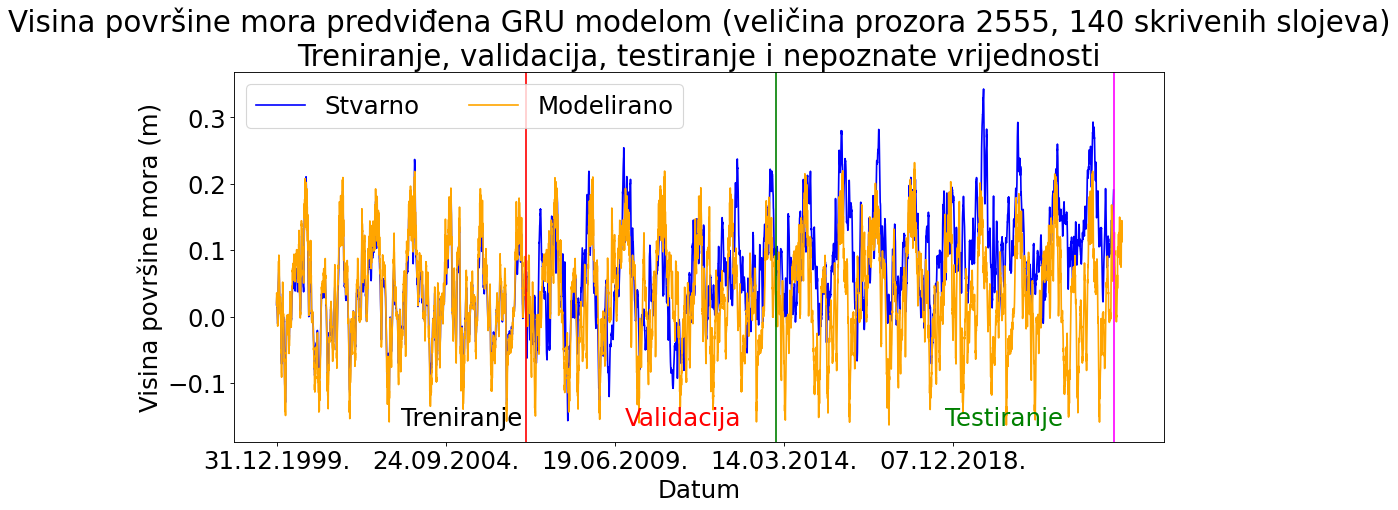 Visina površine mora predviđena GRU modelom (veličina prozora 2555, 140 skrivenih slojeva)
Treniranje, validacija, testiranje i nepoznate vrijednosti
Stvarno Modelirano
Visina površine mora (m)
0.3
0.2
0.1
0.0
−0.1
Treniranje Validacija Testiranje
31.12.1999. 24.09.2004. 19.06.2009. 14.03.2014. 07.12.2018.
Datum